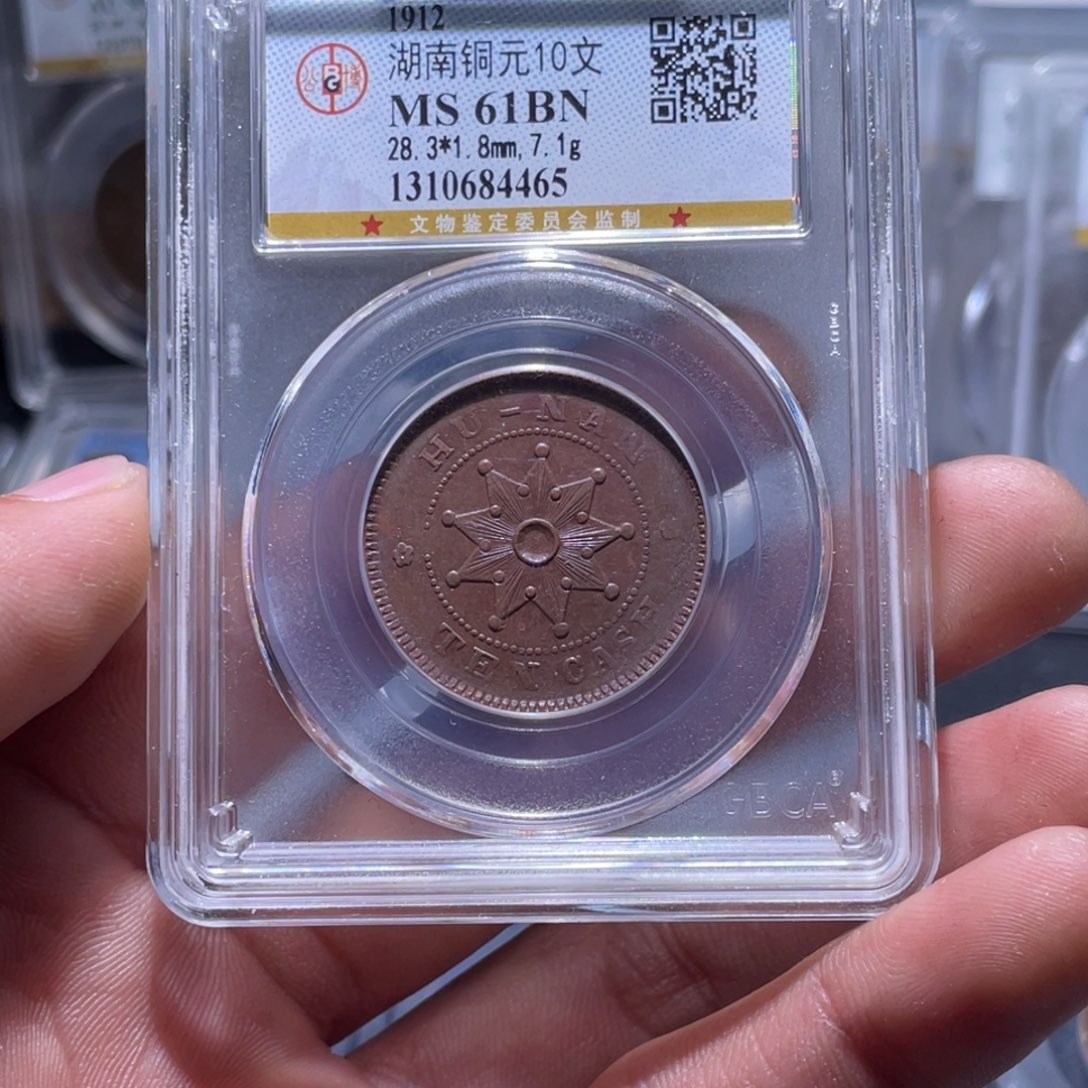 1912
湖南铜元10文
MS 61BN
28.3*1.8mm,7.1g
1310684465
文物鉴定委员会监制
HU-NAN
TEN CASH
GBCA